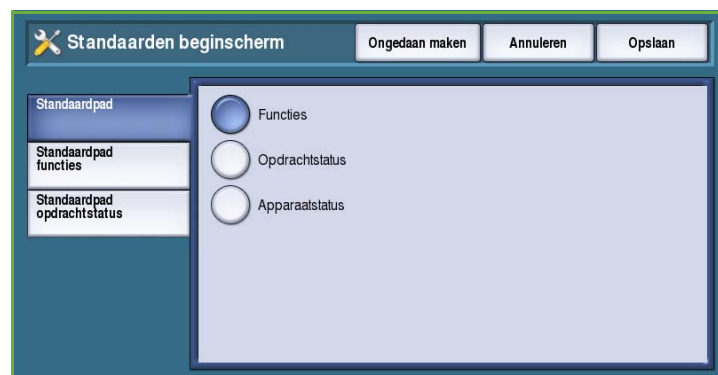 Standaarden beginscherm
Ongedaan maken
Annuleren
Opslaan
Standaardpad
Standaardpad
functies
Standaardpad
opdrachtstatus
Functies
Opdrachtstatus
Apparaatstatus